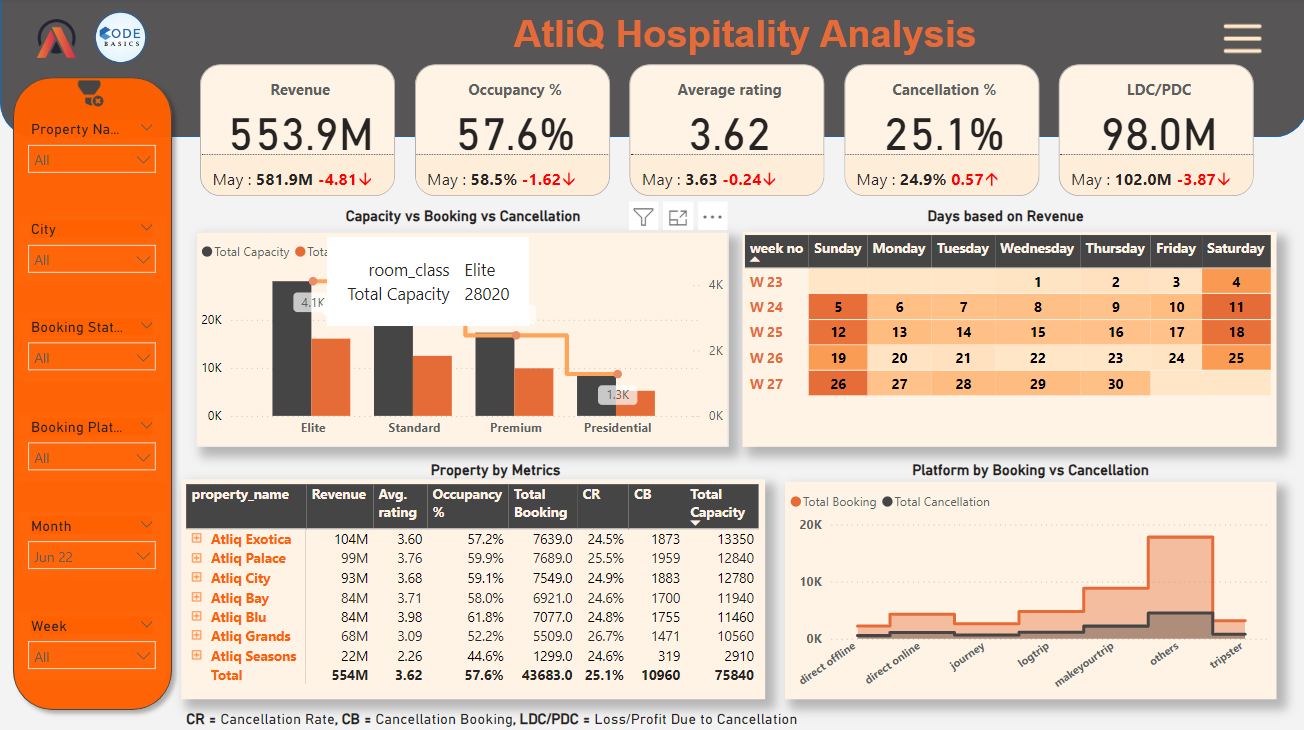 CODE
BASICS
AtliQ Hospitality Analysis
Property Na...
All
City
All
Booking Stat...
All
Booking Plat...
All
Month
Jun 22
Week
All
Revenue
553.9M
May : 581.9M -4.81↓
Occupancy %
57.6%
May : 58.5% -1.62↓
Average rating
3.62
May : 3.63 -0.24↓
Cancellation %
25.1%
May : 24.9% 0.57↑
LDC/PDC
98.0M
May : 102.0M -3.87↓
Capacity vs Booking vs Cancellation
Total Capacity Tota
room_class Elite
Total Capacity 28020
20K
10K
0K
4K
2K
0K
4.1K
1.3K
Elite Standard Premium Presidential
Days based on Revenue
week no Sunday Monday Tuesday Wednesday Thursday Friday Saturday
W 23 1 2 3 4
W 24 5 6 7 8 9 10 11
W 25 12 13 14 15 16 17 18
W 26 19 20 21 22 23 24 25
W 27 26 27 28 29 30
Property by Metrics
property_name Revenue Avg. rating Occupancy % Total Booking CR CB Total Capacity
Atliq Exotica 104M 3.60 57.2% 7639.0 24.5% 1873 13350
Atliq Palace 99M 3.76 59.9% 7689.0 25.5% 1959 12840
Atliq City 93M 3.68 59.1% 7549.0 24.9% 1883 12780
Atliq Bay 84M 3.71 58.0% 6921.0 24.6% 1700 11940
Atliq Blu 84M 3.98 61.8% 7077.0 24.8% 1755 11460
Atliq Grands 68M 3.09 52.2% 5509.0 26.7% 1471 10560
Atliq Seasons 22M 2.26 44.6% 1299.0 24.6% 319 2910
Total 554M 3.62 57.6% 43683.0 25.1% 10960 75840
Platform by Booking vs Cancellation
Total Booking Total Cancellation
20K
10K
0K
direct offline
direct online
journey
logtrip
makeyourtrip
others
tripster
CR = Cancellation Rate, CB = Cancellation Booking, LDC/PDC = Loss/Profit Due to Cancellation